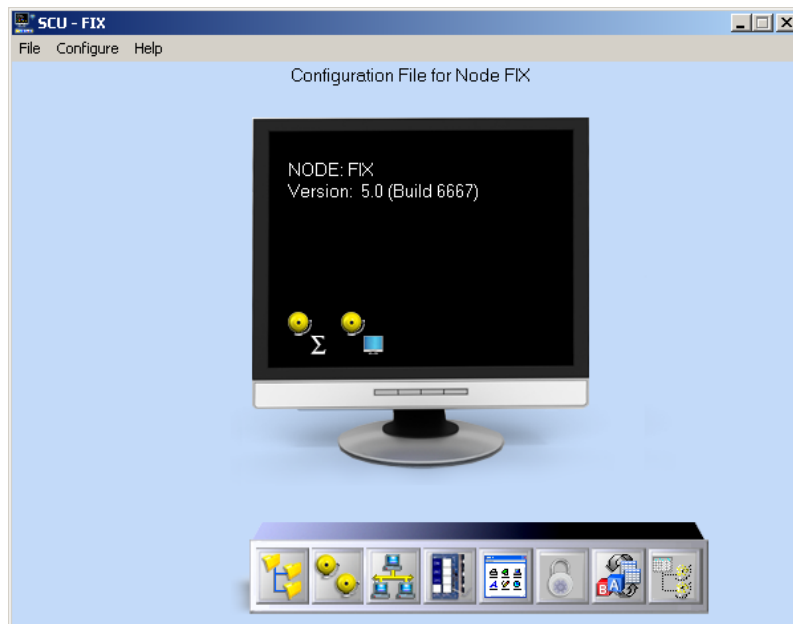 SCU - FIX
File Configure Help
Configuration File for Node FIX
NODE: FIX
Version: 5.0 (Build 6667)
Σ
B A